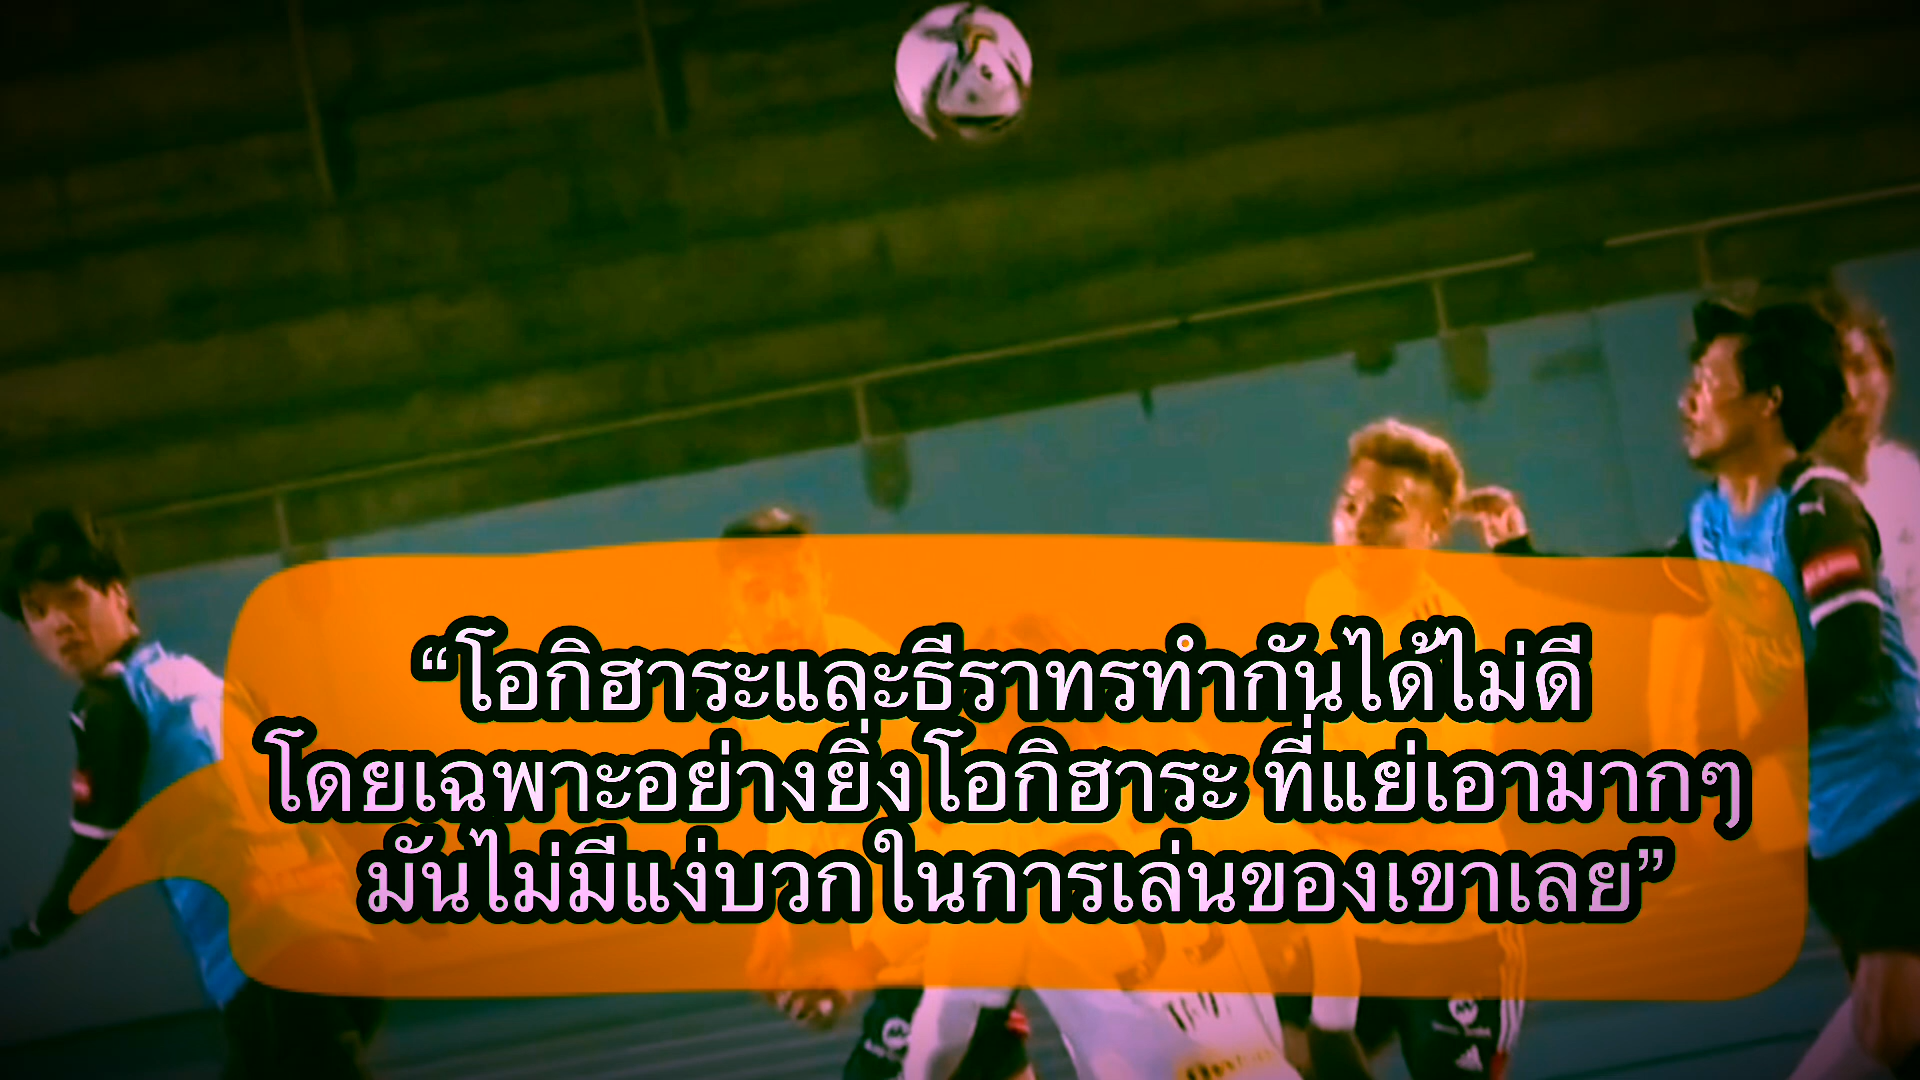 “โอกิฮาระและธีราทรทำกันได้ไม่ดี
โดยเฉพาะอย่างยิ่งโอกิฮาระ ที่แย่เอามากๆ
มันไม่มีแง่บวกในการเล่นของเขาเลย”